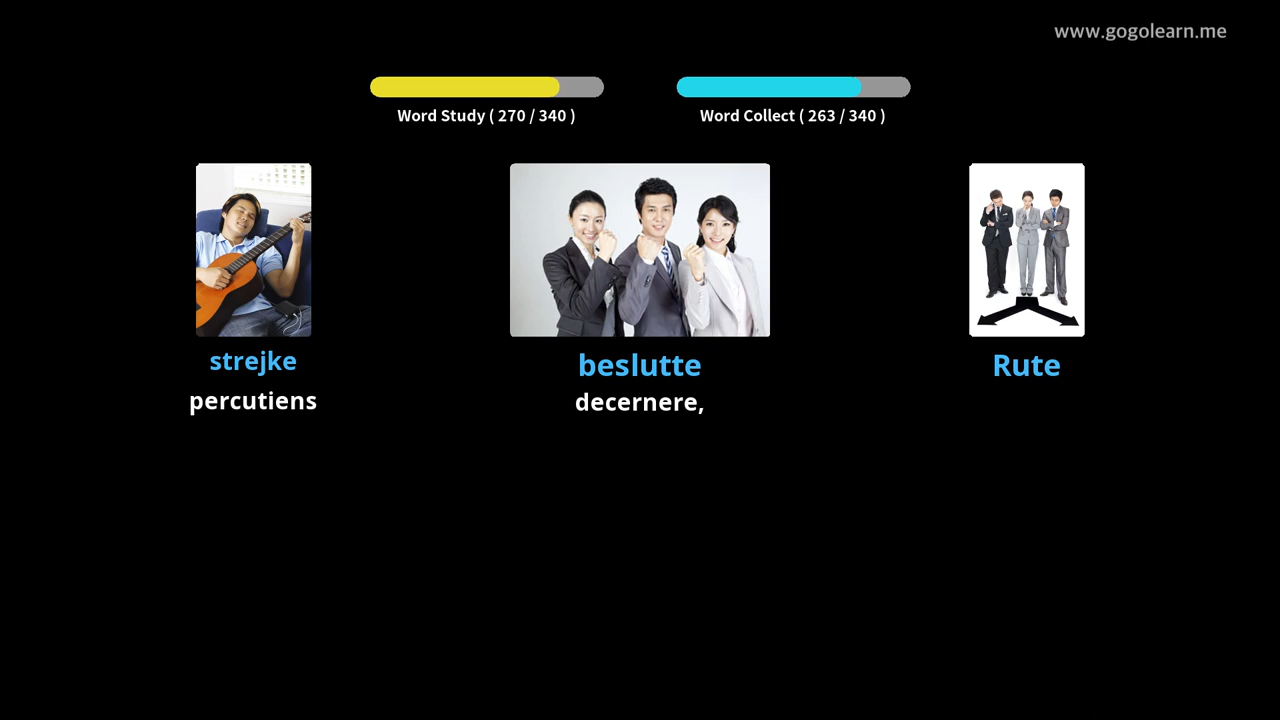 www.gogolearn.me
Word Study ( 270 / 340 )
Word Collect ( 263 / 340 )
strejke
percutiens
beslutte
decernere,
Rute